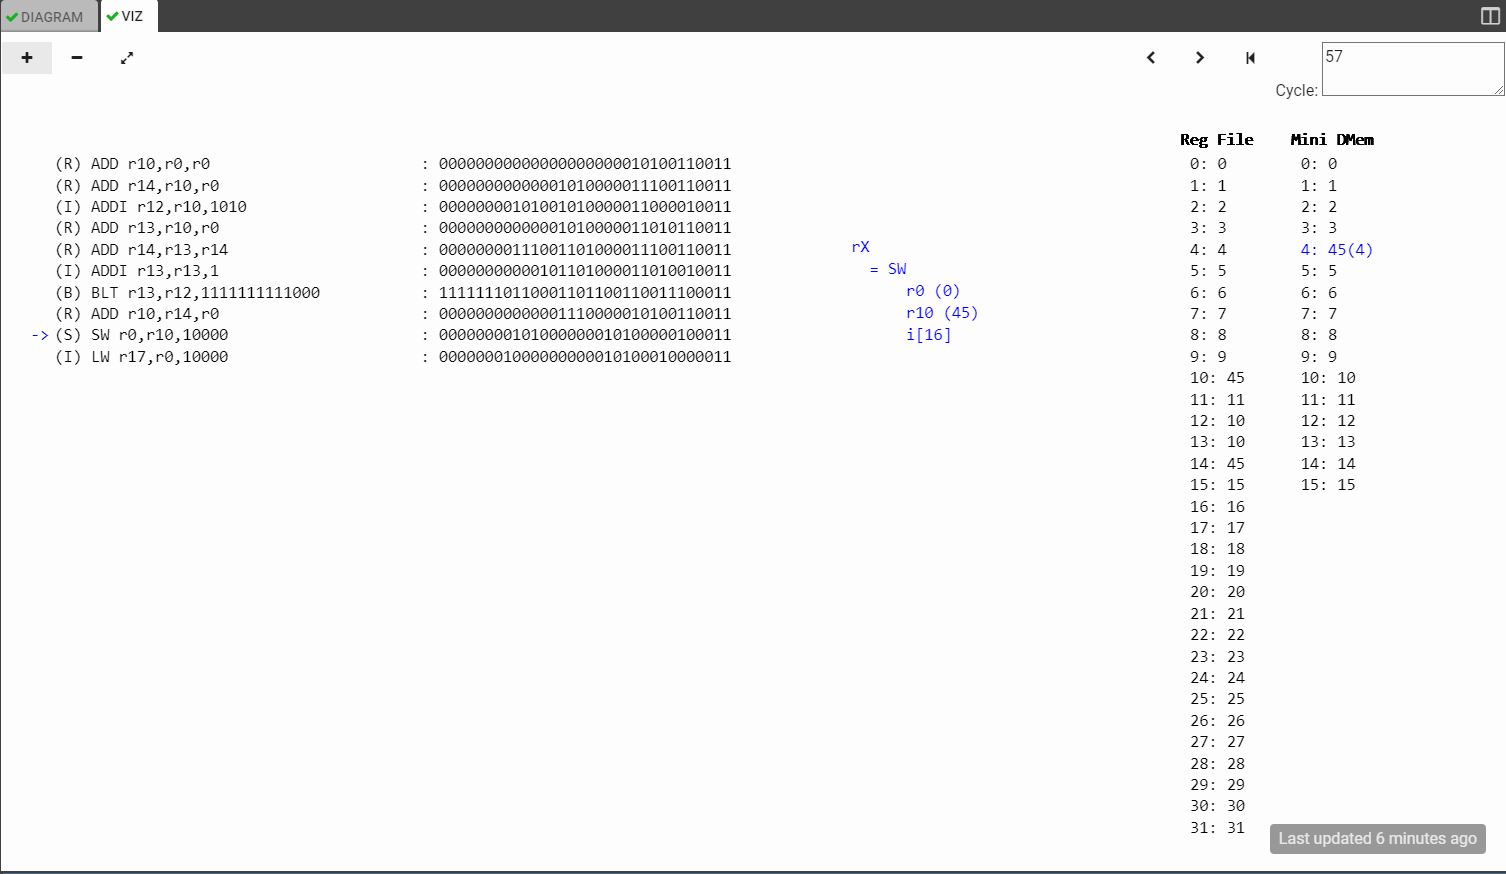 DIAGRAM VIZ
+ −
57
Cycle:
Reg File Mini DMem
(R) ADD r10,r0,r0 : 00000000000000000000010100110011 0: 0 0: 0
(R) ADD r14,r10,r0 : 00000000000001010000011100110011 1: 1 1: 1
(I) ADDI r12,r10,1010 : 00000000101001010000011000010011 2: 2 2: 2
(R) ADD r13,r10,r0 : 00000000000001010000011010110011 3: 3 3: 3
rX
(R) ADD r14,r13,r14 : 00000000111001101000011100110011 4: 4 4: 45(4)
= SW
(I) ADDI r13,r13,1 : 00000000000101101000011010010011 5: 5 5: 5
r0 (0)
(B) BLT r13,r12,1111111111000 : 11111110110001101100110011100011 6: 6 6: 6
r10 (45)
(R) ADD r10,r14,r0 : 00000000000001110000010100110011 7: 7 7: 7
-> (S) SW r0,r10,10000 : 00000000101000000010100000100011 i[16] 8: 8 8: 8
(I) LW r17,r0,10000 : 00000001000000000010100010000011 9: 9 9: 9
10: 45 10: 10
11: 11 11: 11
12: 10 12: 12
13: 10 13: 13
14: 45 14: 14
15: 15 15: 15
16: 16
17: 17
18: 18
19: 19
20: 20
21: 21
22: 22
23: 23
24: 24
25: 25
26: 26
27: 27
28: 28
29: 29
30: 30
31: 31
Last updated 6 minutes ago